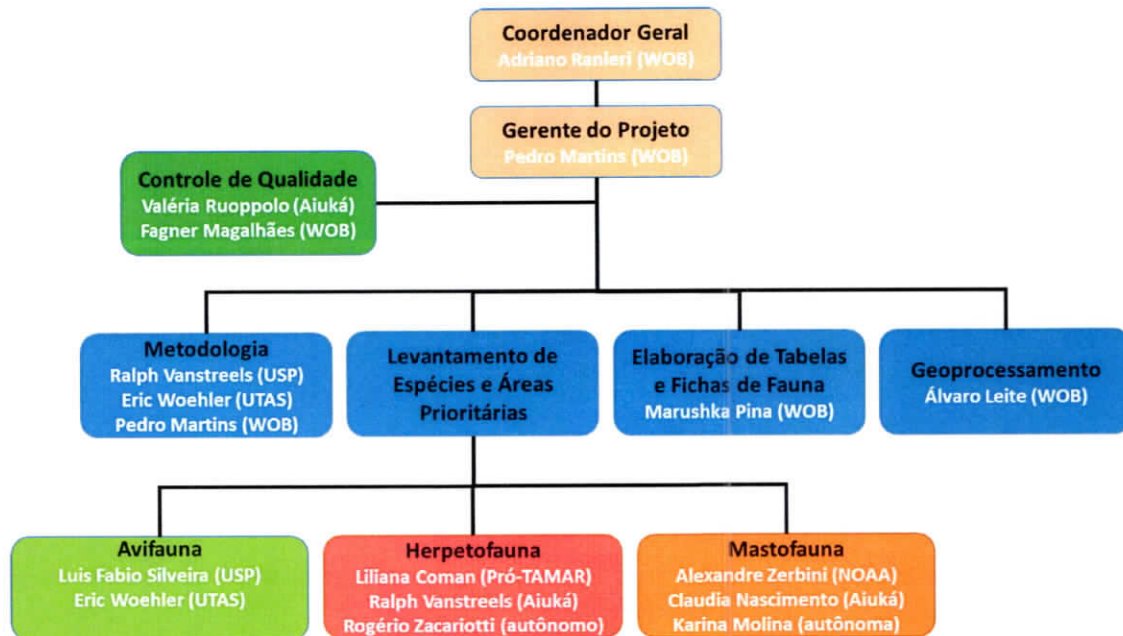 Coordenador Geral
Adriano Ranieri (WOB)
Gerente do Projeto
Pedro Martins (WOB)
Controle de Qualidade
Valéria Ruoppolo (Aiuká)
Fagner Magalhães (WOB)
Metodologia
Ralph Vanstreels (USP)
Eric Woehler (UTAS)
Pedro Martins (WOB)
Levantamento de
Espécies e Áreas
Prioritárias
Elaboração de Tabelas
e Fichas de Fauna
Marushka Pina (WOB)
Geoprocessamento
Álvaro Leite (WOB)
Avifauna
Luis Fabio Silveira (USP)
Eric Woehler (UTAS)
Herpetofauna
Liliana Coman (Pró-TAMAR)
Ralph Vanstreels (Aiuká)
Rogério Zacariotti (autônomo)
Mastofauna
Alexandre Zerbini (NOAA)
Claudia Nascimento (Aiuká)
Karina Molina (autônoma)